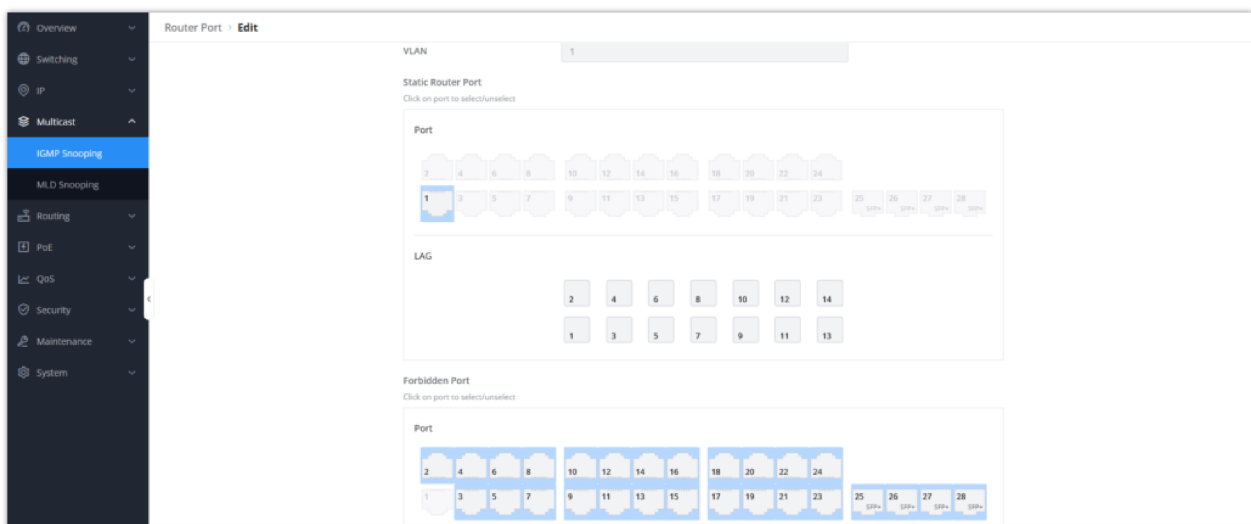 Overview
Router Port > Edit
Switching
IP
Multicast
IGMP Snooping
MLD Snooping
Routing
PoE
QoS
Security
Maintenance
System
VLAN
1
Static Router Port
Click on port to select/unselect
Port
2 4 6 8 10 12 14 16 18 20 22 24
1 3 5 7 9 11 13 15 17 19 21 23 25 26 27 28
SFP+ SFP+ SFP+ SFP+
LAG
2 4 6 8 10 12 14
1 3 5 7 9 11 13
Forbidden Port
Click on port to select/unselect
Port
2 4 6 8 10 12 14 16 18 20 22 24
1 3 5 7 9 11 13 15 17 19 21 23 25 26 27 28
SFP+ SFP+ SFP+ SFP+